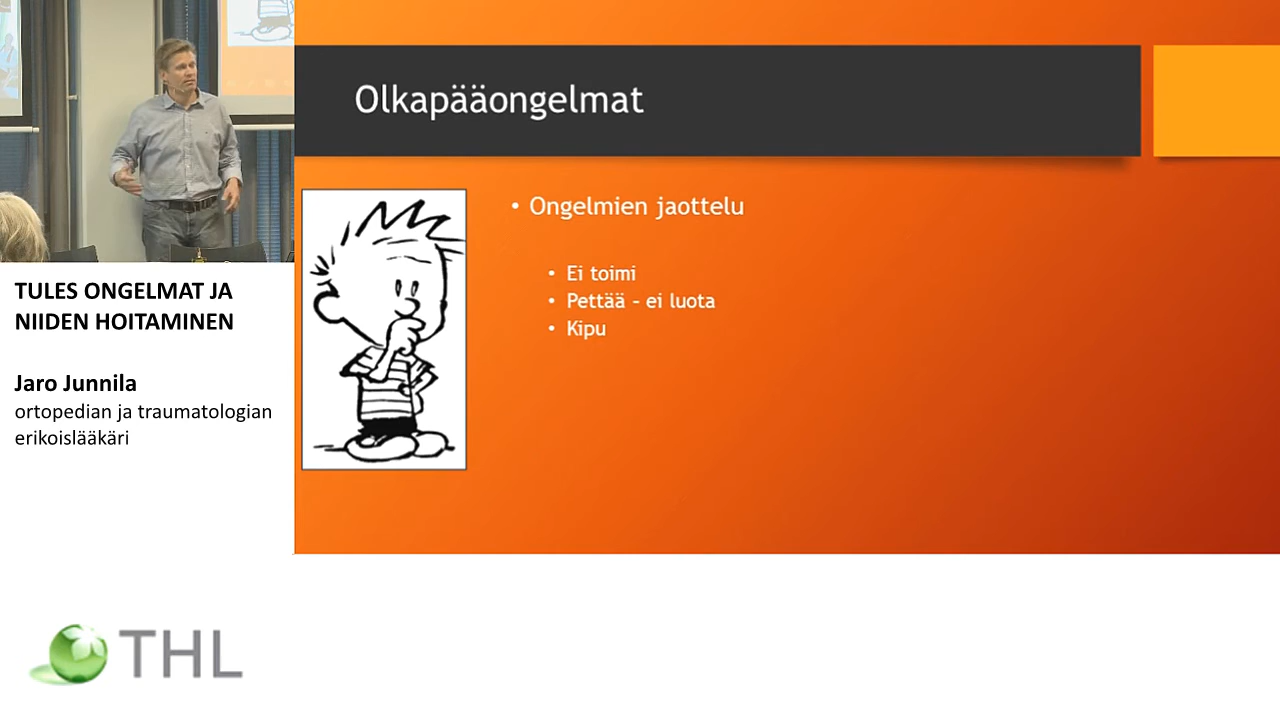 Olkapääongelmat
• Ongelmien jaottelu
• Ei toimi
• Pettää – ei luota
• Kipu
TULES ONGELMAT JA
NIIDEN HOITAMINEN
Jaro Junnila
ortopedian ja traumatologian
erikoislääkäri
THL